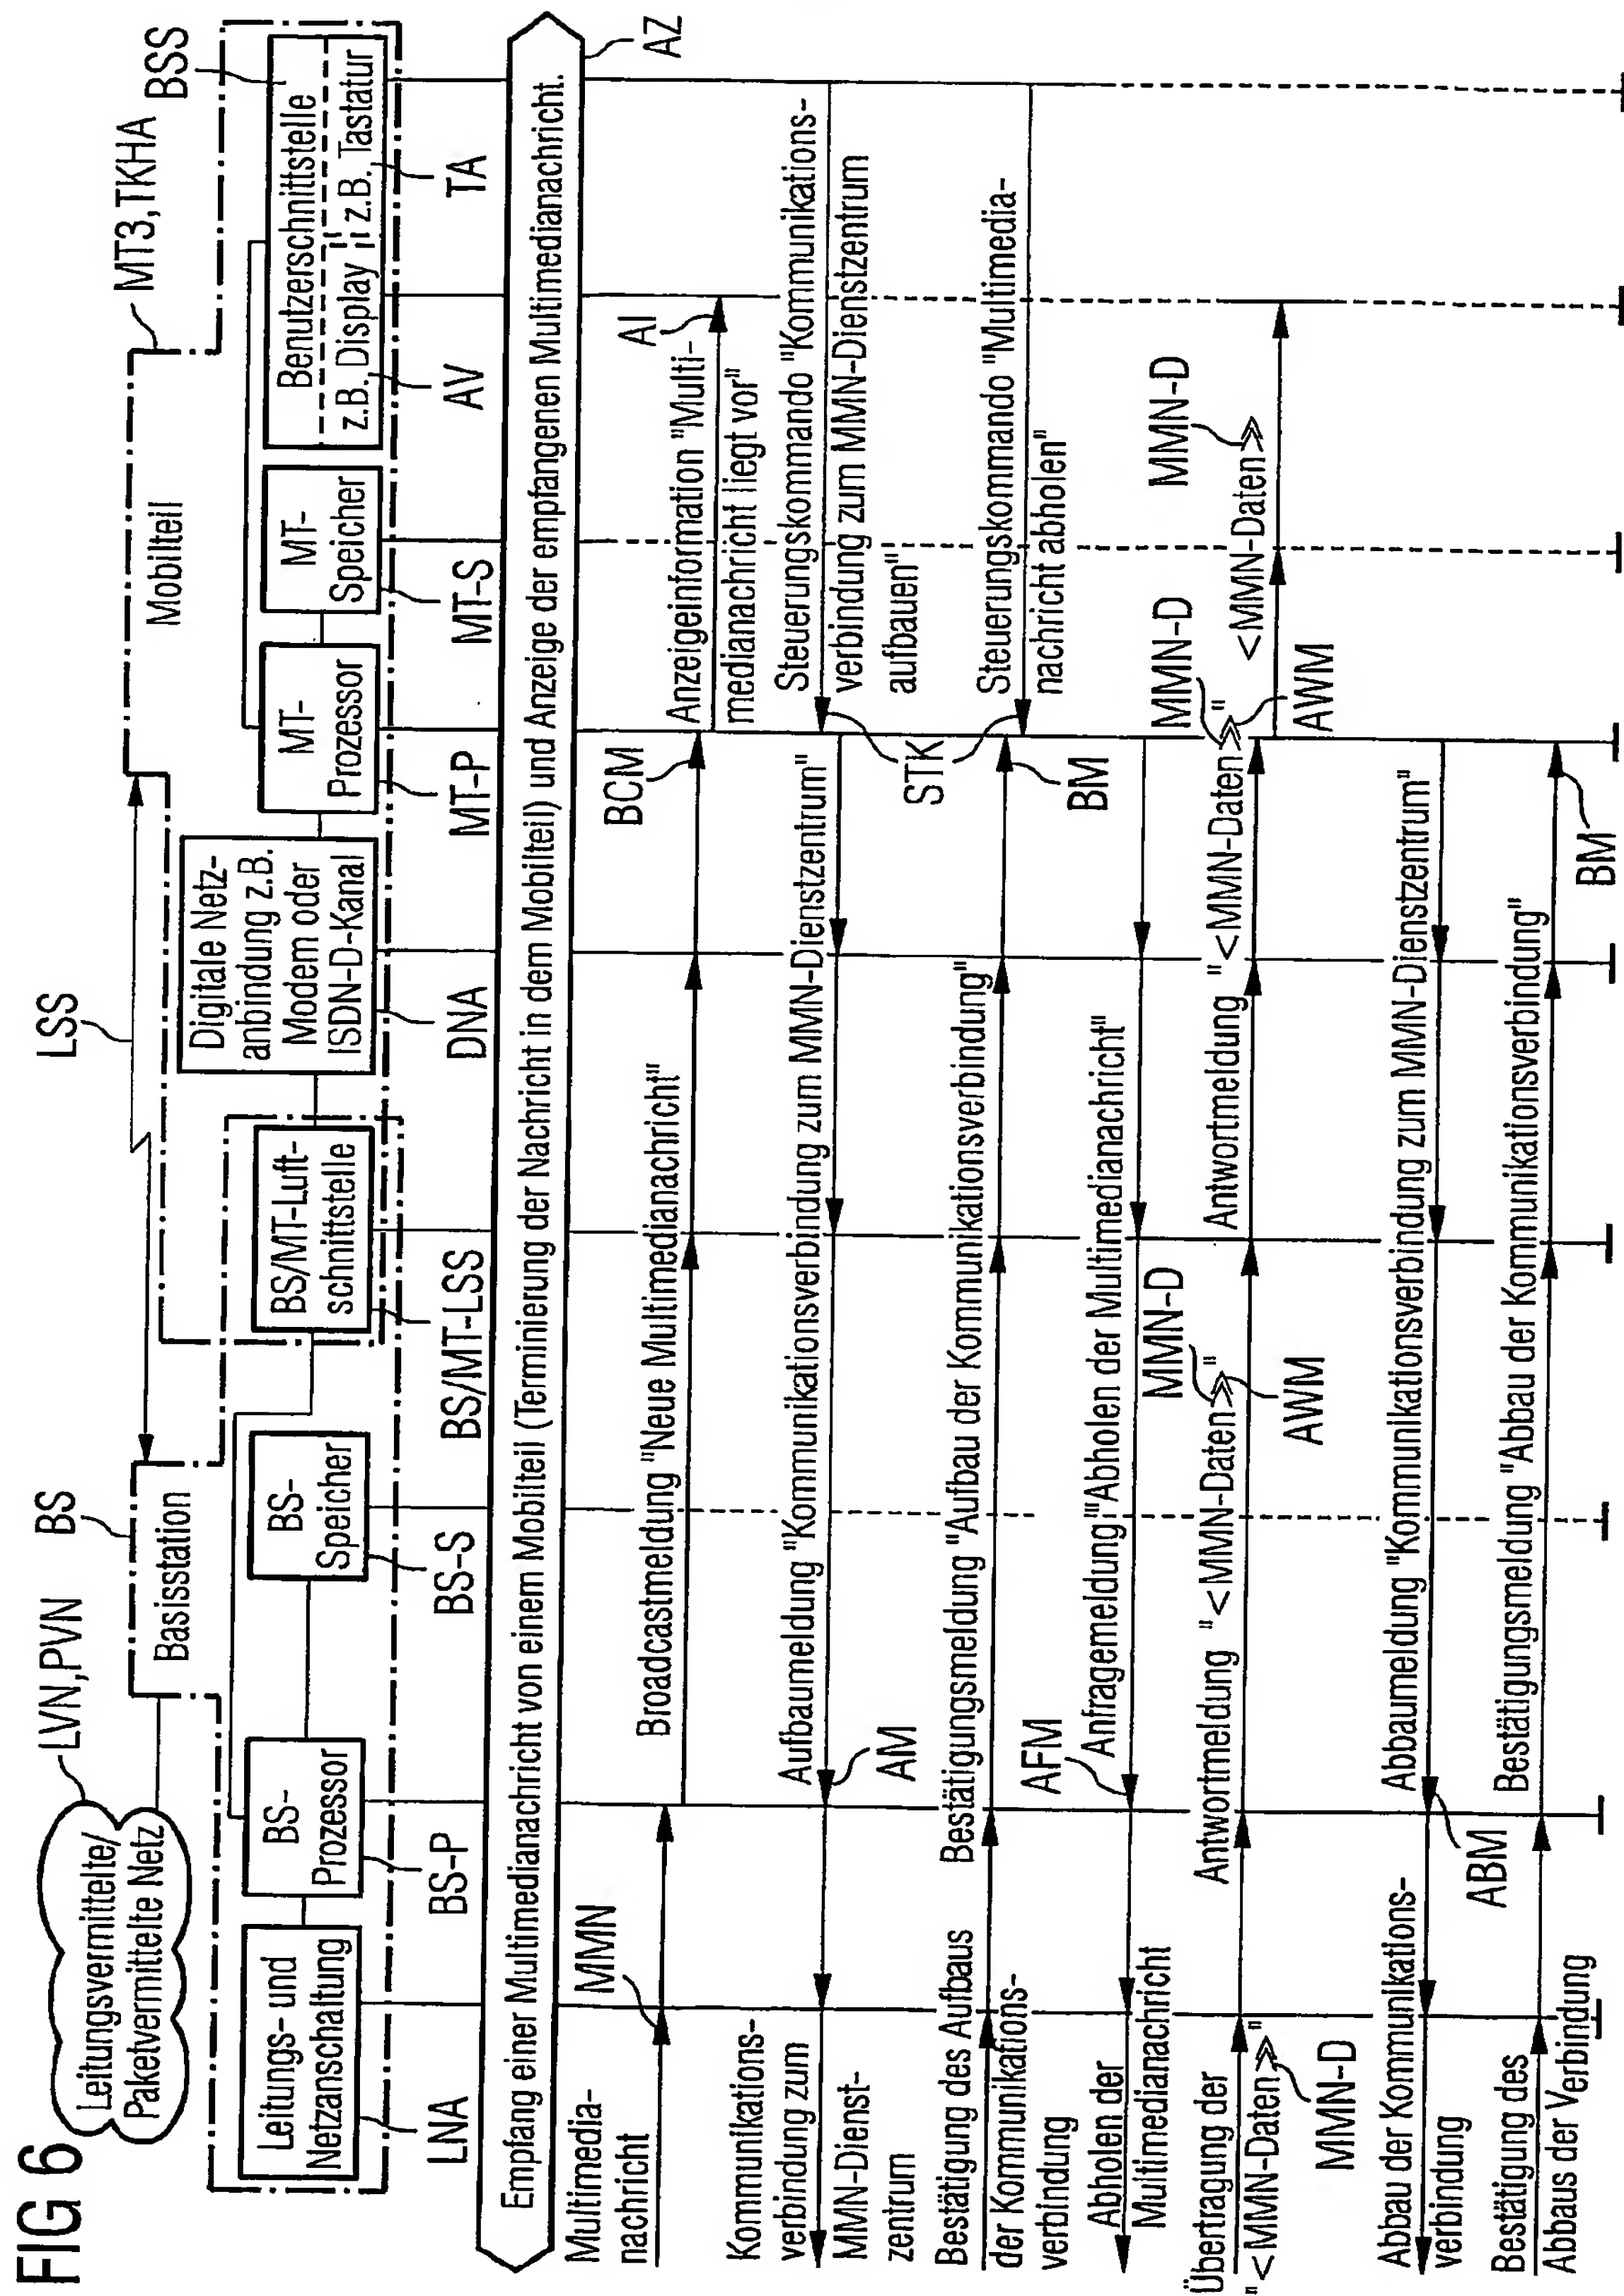 FIG 6
Leitungsvermittelte/
Paketvermittelte Netz
LVN,PVN
BS
LSS
MT3,TKHA
BSS
Basisstation
Mobilteil
Leitungs- und
Netzanschaltung
BS-
Prozessor
BS-
Speicher
BS/MT-Luft-
schnittstelle
Digitale Netz-
anbindung z.B.
Modem oder
ISDN-D-Kanal
MT-
Prozessor
MT-
Speicher
Benutzerschnittstelle
z.B. Display
z.B. Tastatur
LNA
BS-P
BS-S
BS/MT-LSS
DNA
MT-P
MT-S
AV
TA
Empfang einer Multimedianachricht von einem Mobilteil (Terminierung der Nachricht in dem Mobilteil) und Anzeige der empfangenen Multimedianachricht.
AZ
Multimedia-
nachricht
MMN
Broadcastmeldung "Neue Multimedianachricht"
BCM
Anzeigeinformation "Multi-
medianachricht liegt vor"
AI
Kommunikations-
verbindung zum
MMN-Dienst-
zentrum
Aufbaumeldung "Kommunikationsverbindung zum MMN-Dienstzentrum"
AM
Steuerungskommando "Kommunikations-
verbindung zum MMN-Dienstzentrum
aufbauen"
STK
Bestätigung des Aufbaus
der Kommunikations-
verbindung
Bestätigungsmeldung "Aufbau der Kommunikationsverbindung"
BM
Steuerungskommando "Multimedia-
nachricht abholen"
Abholen der
Multimedianachricht
AFM
Anfragemeldung "Abholen der Multimedianachricht"
Übertragung der
"<MMN-Daten>"
MMN-D
Antwortmeldung "<MMN-Daten>"
MMN-D
AWM
Antwortmeldung "<MMN-Daten>"
MMN-D
AWM
<MMN-Daten>
MMN-D
Abbau der Kommunikations-
verbindung
Abbaumeldung "Kommunikationsverbindung zum MMN-Dienstzentrum"
ABM
Bestätigung des
Abbaus der Verbindung
Bestätigungsmeldung "Abbau der Kommunikationsverbindung"
BM